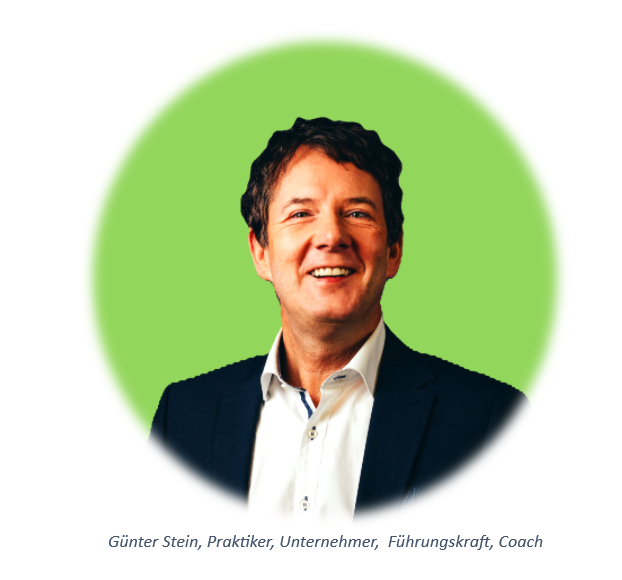 Günter Stein, Praktiker, Unternehmer,  Führungskraft, Coach